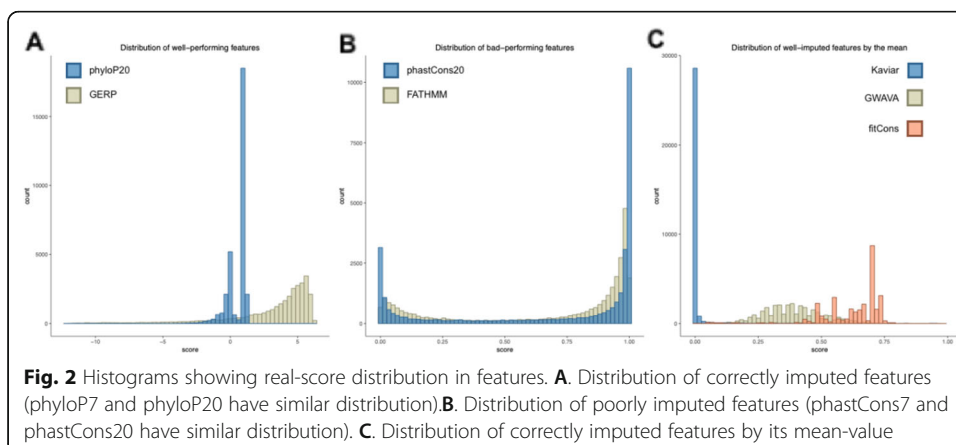 A
Distribution of well-performing features
phyloP20
GERP
15000
10000
5000
0
count
-10
-5
0
5
score
B
Distribution of bad-performing features
phastCons20
FATHMM
10000
7500
5000
2500
0
count
0.00
0.25
0.50
0.75
1.00
score
C
Distribution of well-imputed features by the mean
Kaviar
GWAVA
fitCons
30000
20000
10000
0
count
0.00
0.25
0.50
0.75
1.00
score
Fig. 2 Histograms showing real-score distribution in features. A. Distribution of correctly imputed features
(phyloP7 and phyloP20 have similar distribution).B. Distribution of poorly imputed features (phastCons7 and
phastCons20 have similar distribution). C. Distribution of correctly imputed features by its mean-value